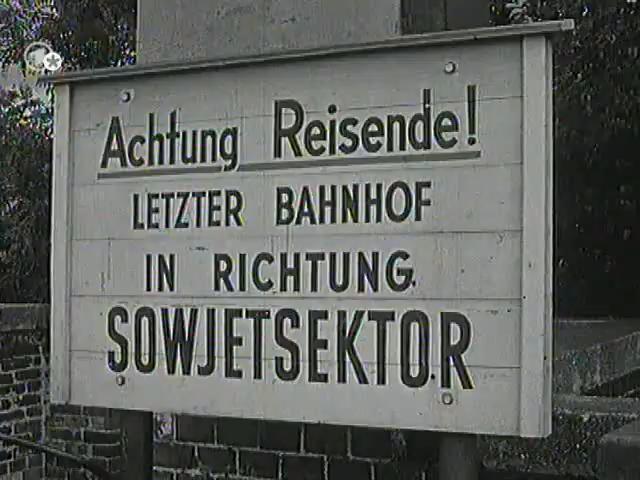 Achtung Reisende!
LETZTER BAHNHOF
IN RICHTUNG
SOWJETSEKTOR